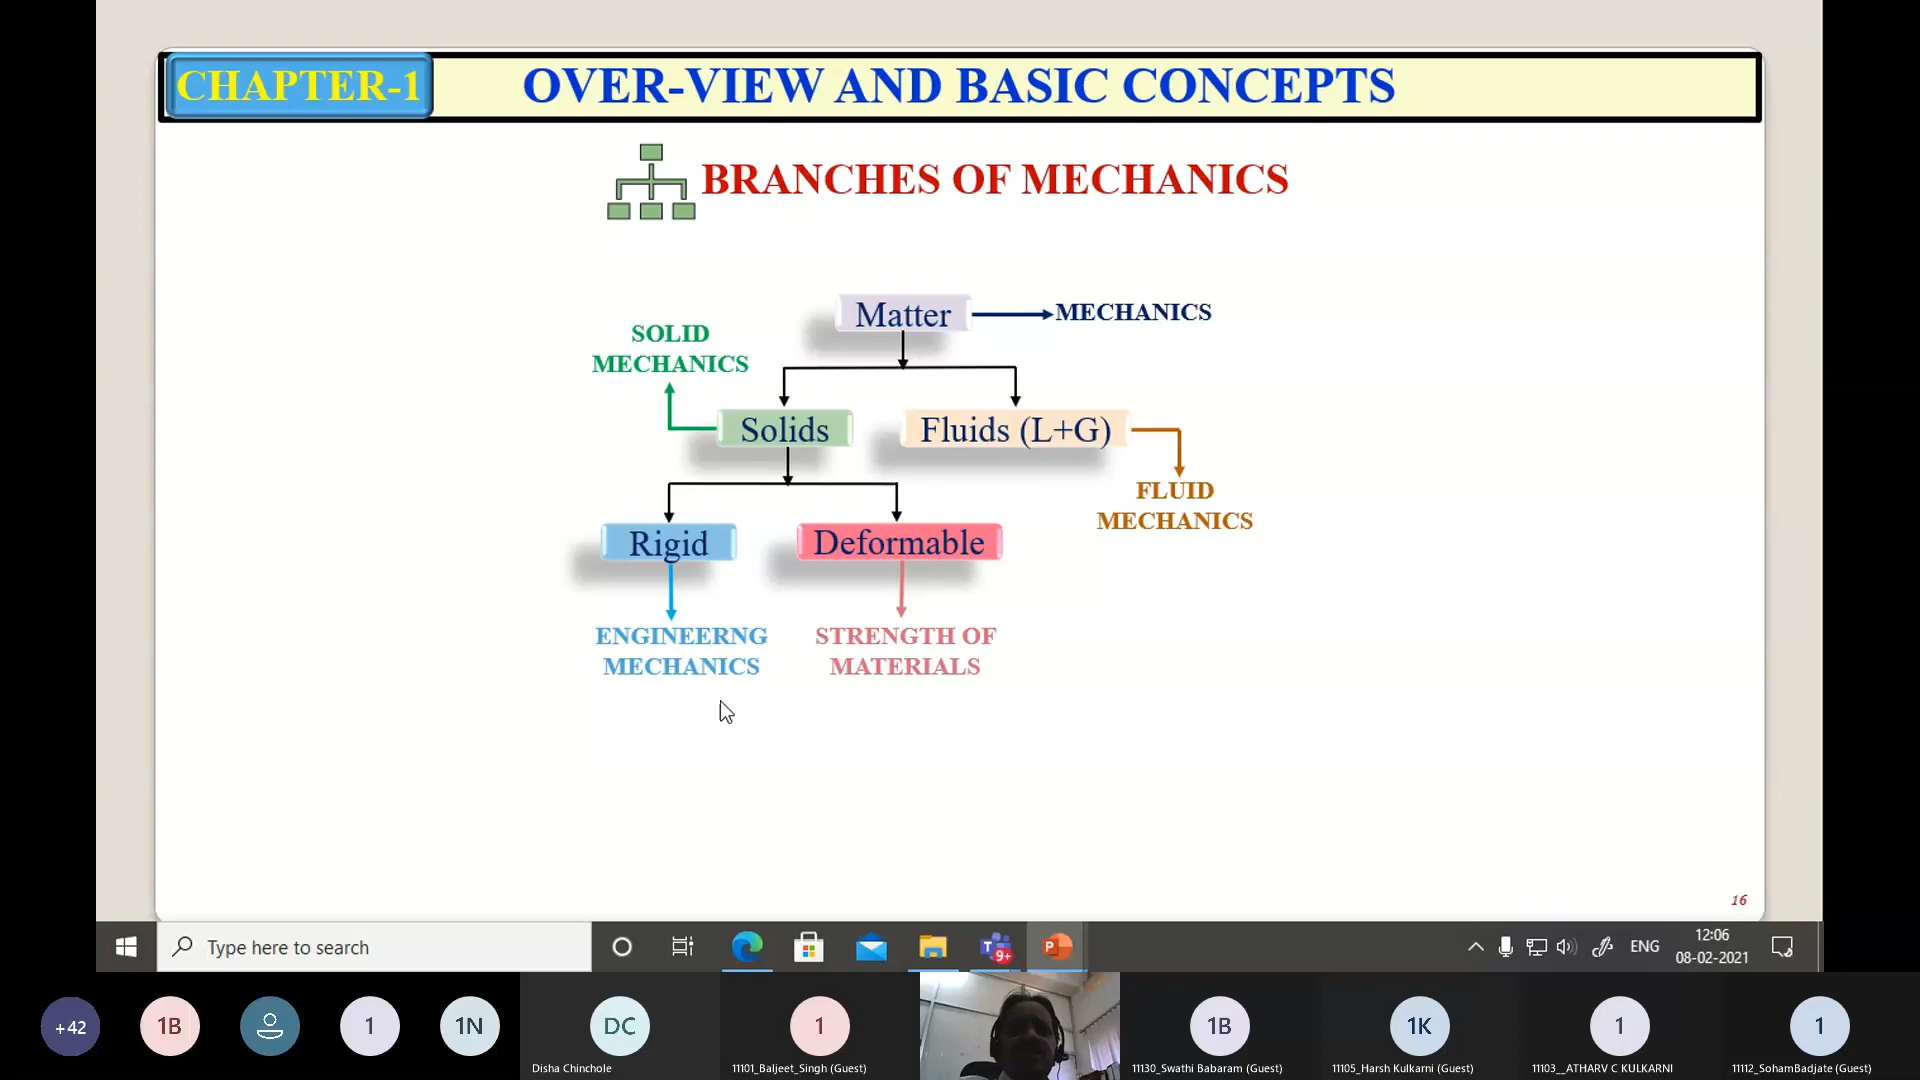 CHAPTER-1
OVER-VIEW AND BASIC CONCEPTS
BRANCHES OF MECHANICS
Matter
MECHANICS
SOLID
MECHANICS
Solids
Fluids (L+G)
FLUID
MECHANICS
Rigid
Deformable
ENGINEERNG
MECHANICS
STRENGTH OF
MATERIALS
16
Type here to search
9+
ENG
12:06
08-02-2021
+42
1B
1
1N
DC
Disha Chinchole
1
11101_Baljeet_Singh (Guest)
1B
11130_Swathi Babaram (Guest)
1K
11105_Harsh Kulkarni (Guest)
1
11103__ATHARV C KULKARNI
1
11112_SohamBadjate (Guest)